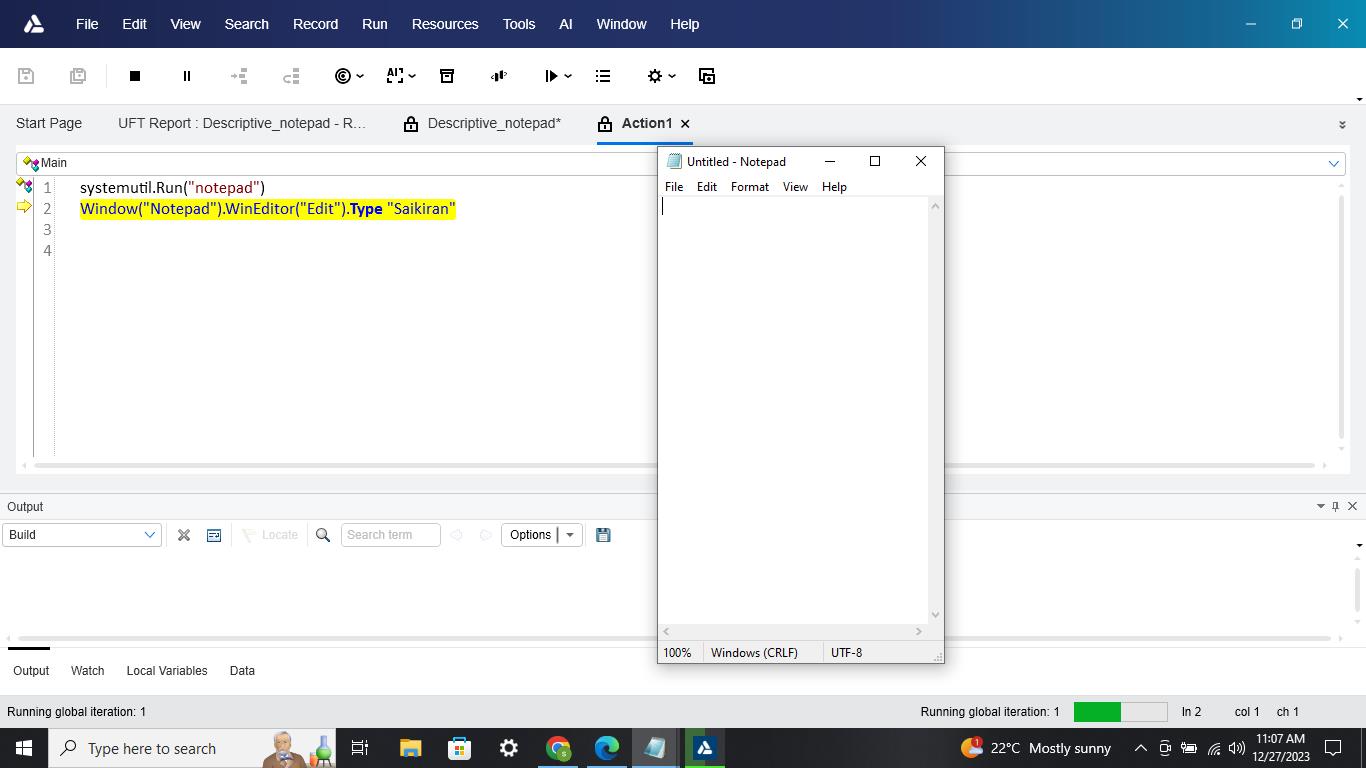 File Edit View Search Record Run Resources Tools AI Window Help
AI
Start Page UFT Report : Descriptive_notepad - R... Descriptive_notepad* Action1
Main
1 systemutil.Run("notepad")
2 Window("Notepad").WinEditor("Edit").Type "Saikiran"
3
4
Untitled - Notepad
File Edit Format View Help
100% Windows (CRLF) UTF-8
Output
Build Locate Search term Options
Output Watch Local Variables Data
Running global iteration: 1 Running global iteration: 1 ln 2 col 1 ch 1
Type here to search S 1 22°C Mostly sunny 11:07 AM
12/27/2023